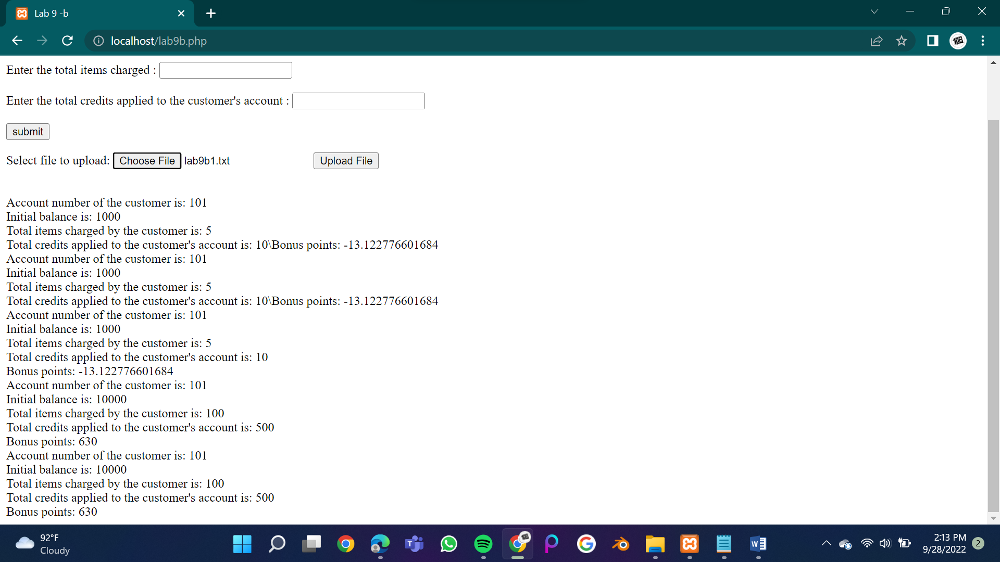 Lab 9 -b
localhost/lab9b.php
Enter the total items charged :
Enter the total credits applied to the customer's account :
submit
Select file to upload: Choose File lab9b1.txt Upload File
Account number of the customer is: 101
Initial balance is: 1000
Total items charged by the customer is: 5
Total credits applied to the customer's account is: 10\Bonus points: -13.122776601684
Account number of the customer is: 101
Initial balance is: 1000
Total items charged by the customer is: 5
Total credits applied to the customer's account is: 10\Bonus points: -13.122776601684
Account number of the customer is: 101
Initial balance is: 1000
Total items charged by the customer is: 5
Total credits applied to the customer's account is: 10
Bonus points: -13.122776601684
Account number of the customer is: 101
Initial balance is: 10000
Total items charged by the customer is: 100
Total credits applied to the customer's account is: 500
Bonus points: 630
Account number of the customer is: 101
Initial balance is: 10000
Total items charged by the customer is: 100
Total credits applied to the customer's account is: 500
Bonus points: 630
92°F
Cloudy
2:13 PM
9/28/2022
2